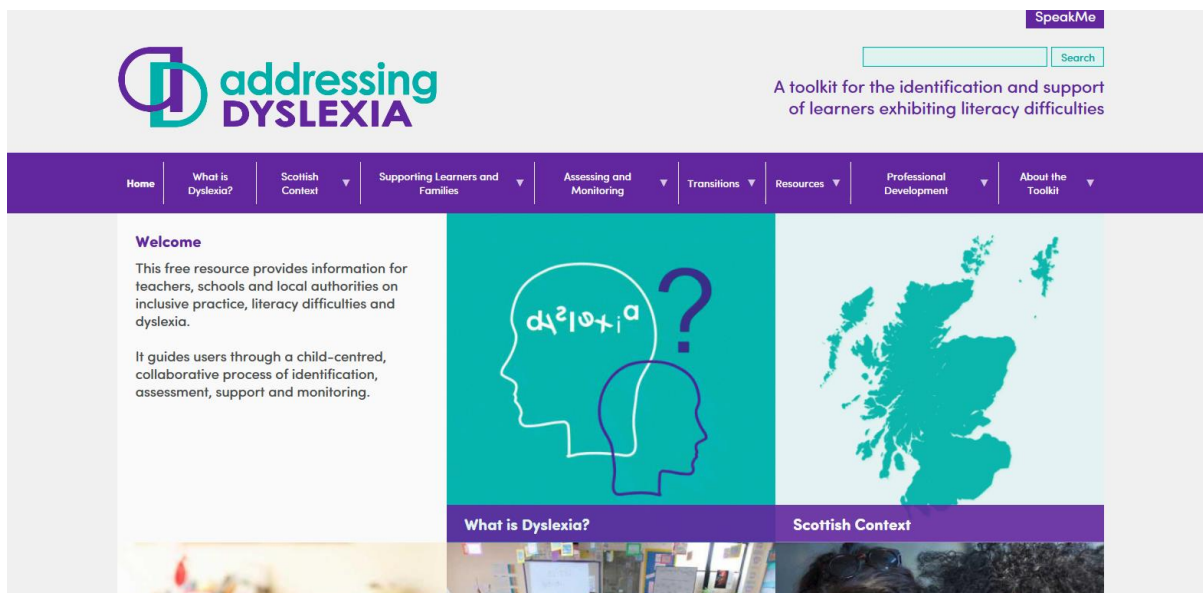 SpeakMe
Search
addressing
DYSLEXIA
A toolkit for the identification and support
of learners exhibiting literacy difficulties
Home
What is
Dyslexia?
Scottish
Context
Supporting Learners and
Families
Assessing and
Monitoring
Transitions
Resources
Professional
Development
About the
Toolkit
Welcome
This free resource provides information for
teachers, schools and local authorities on
inclusive practice, literacy difficulties and
dyslexia.
It guides users through a child-centred,
collaborative process of identification,
assessment, support and monitoring.
dyslexia
?
What is Dyslexia?
Scottish Context